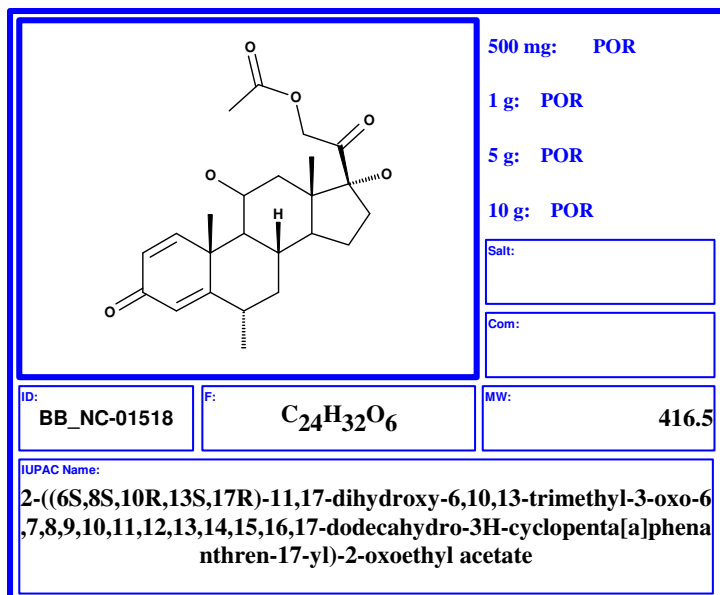 O
O
O
O
O
H
O
500 mg: POR
1 g: POR
5 g: POR
10 g: POR
Salt:
Com:
ID:
BB_NC-01518
F:
C24H32O6
MW:
416.5
IUPAC Name:
2-((6S,8S,10R,13S,17R)-11,17-dihydroxy-6,10,13-trimethyl-3-oxo-6
,7,8,9,10,11,12,13,14,15,16,17-dodecahydro-3H-cyclopenta[a]phena
nthren-17-yl)-2-oxoethyl acetate